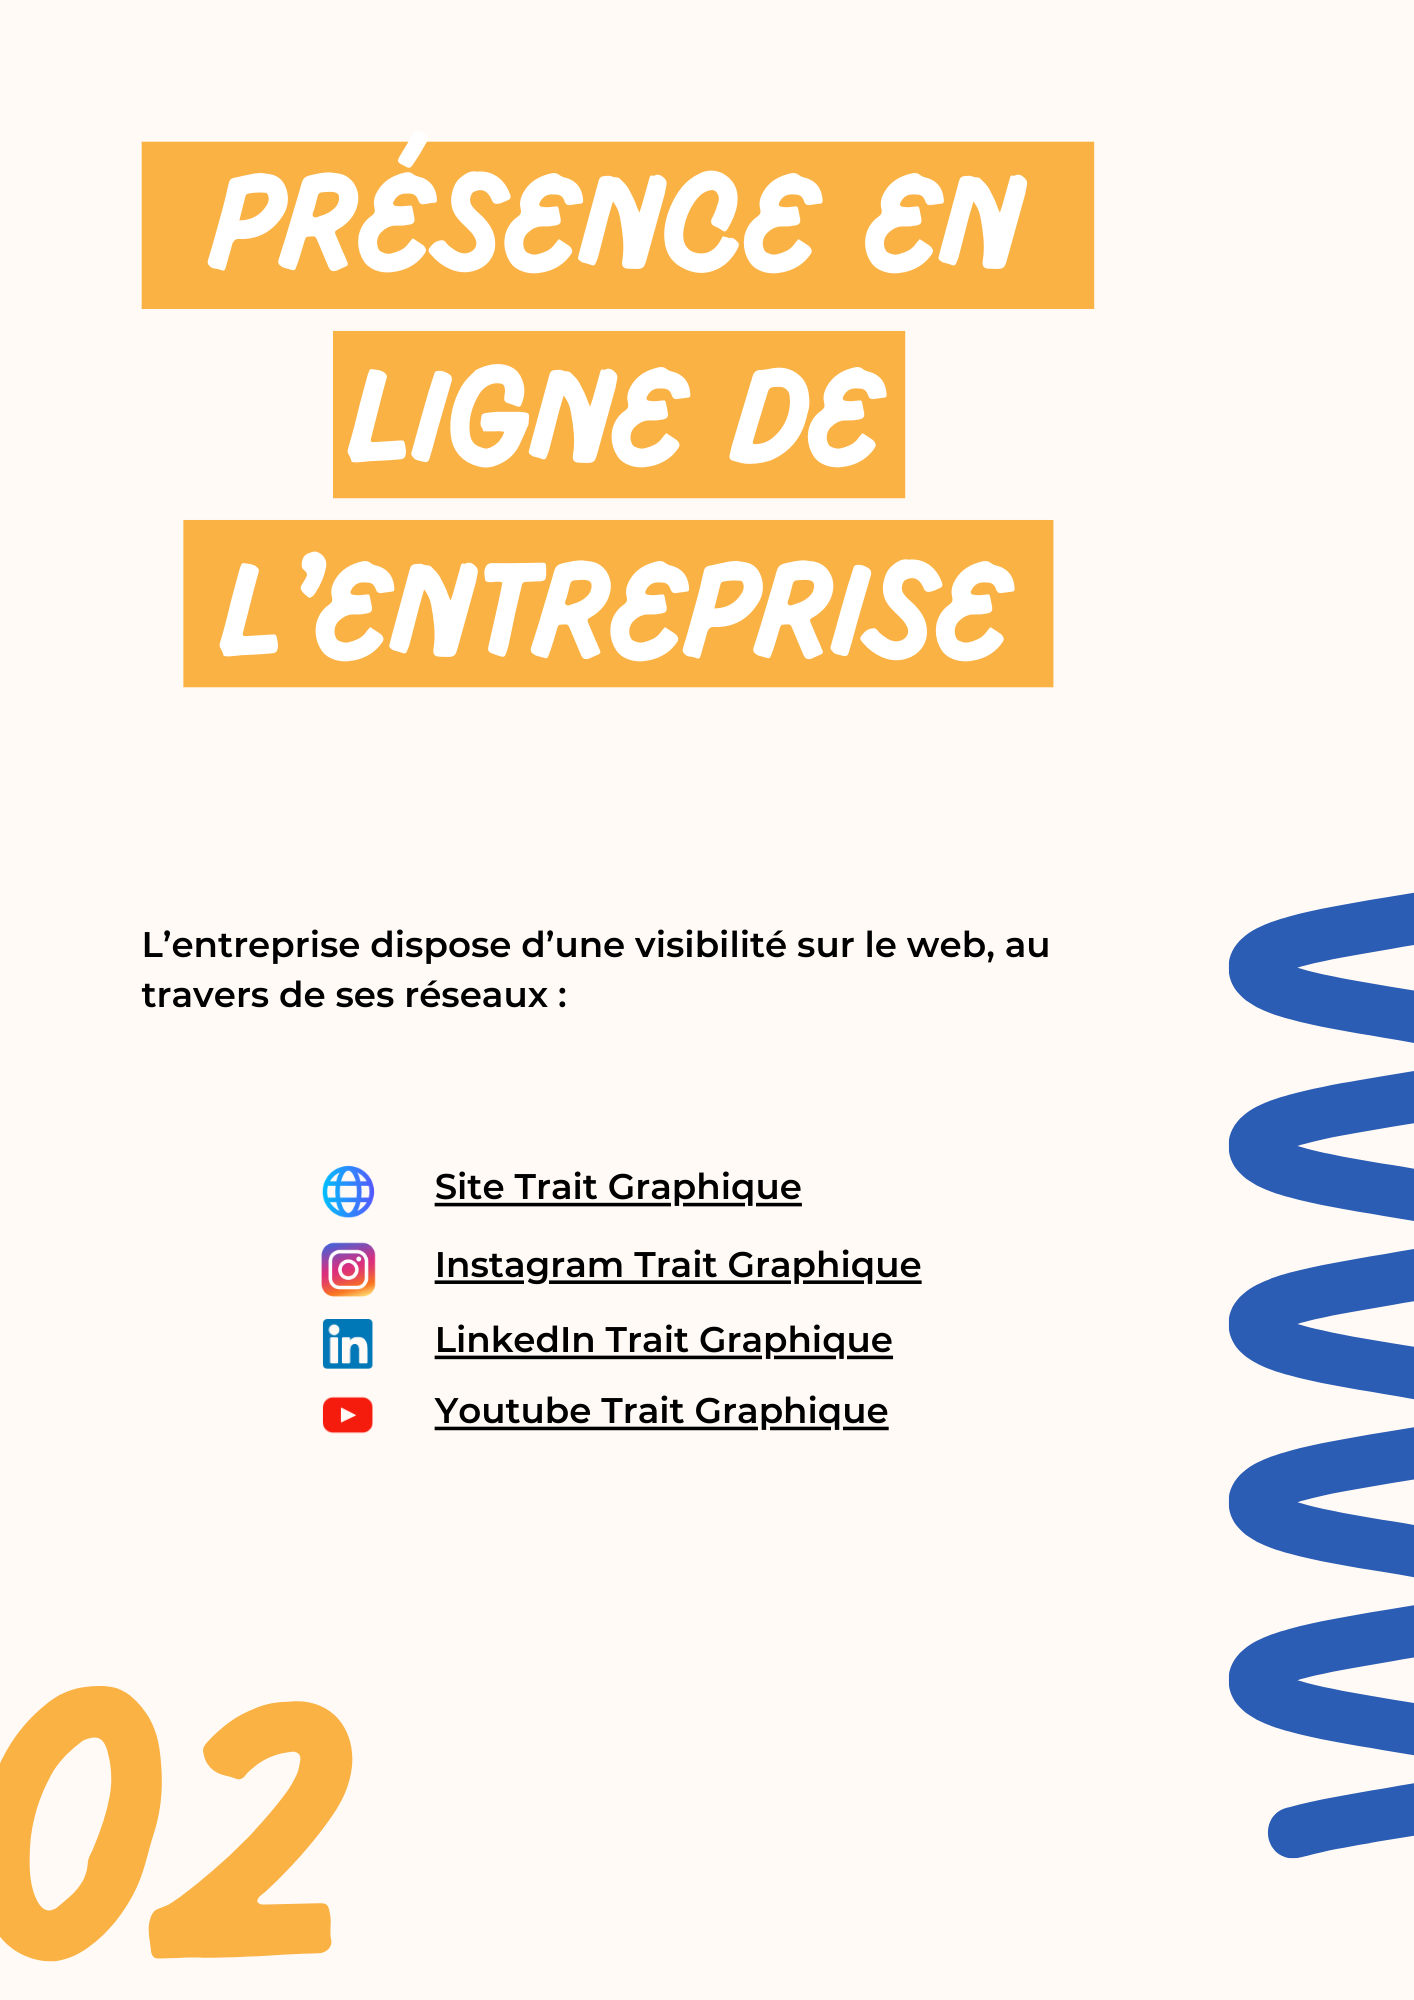 PRÉSENCE EN
LIGNE DE
L’ENTREPRISE
L’entreprise dispose d’une visibilité sur le web, au
travers de ses réseaux :
Site Trait Graphique
Instagram Trait Graphique
in
LinkedIn Trait Graphique
Youtube Trait Graphique
02